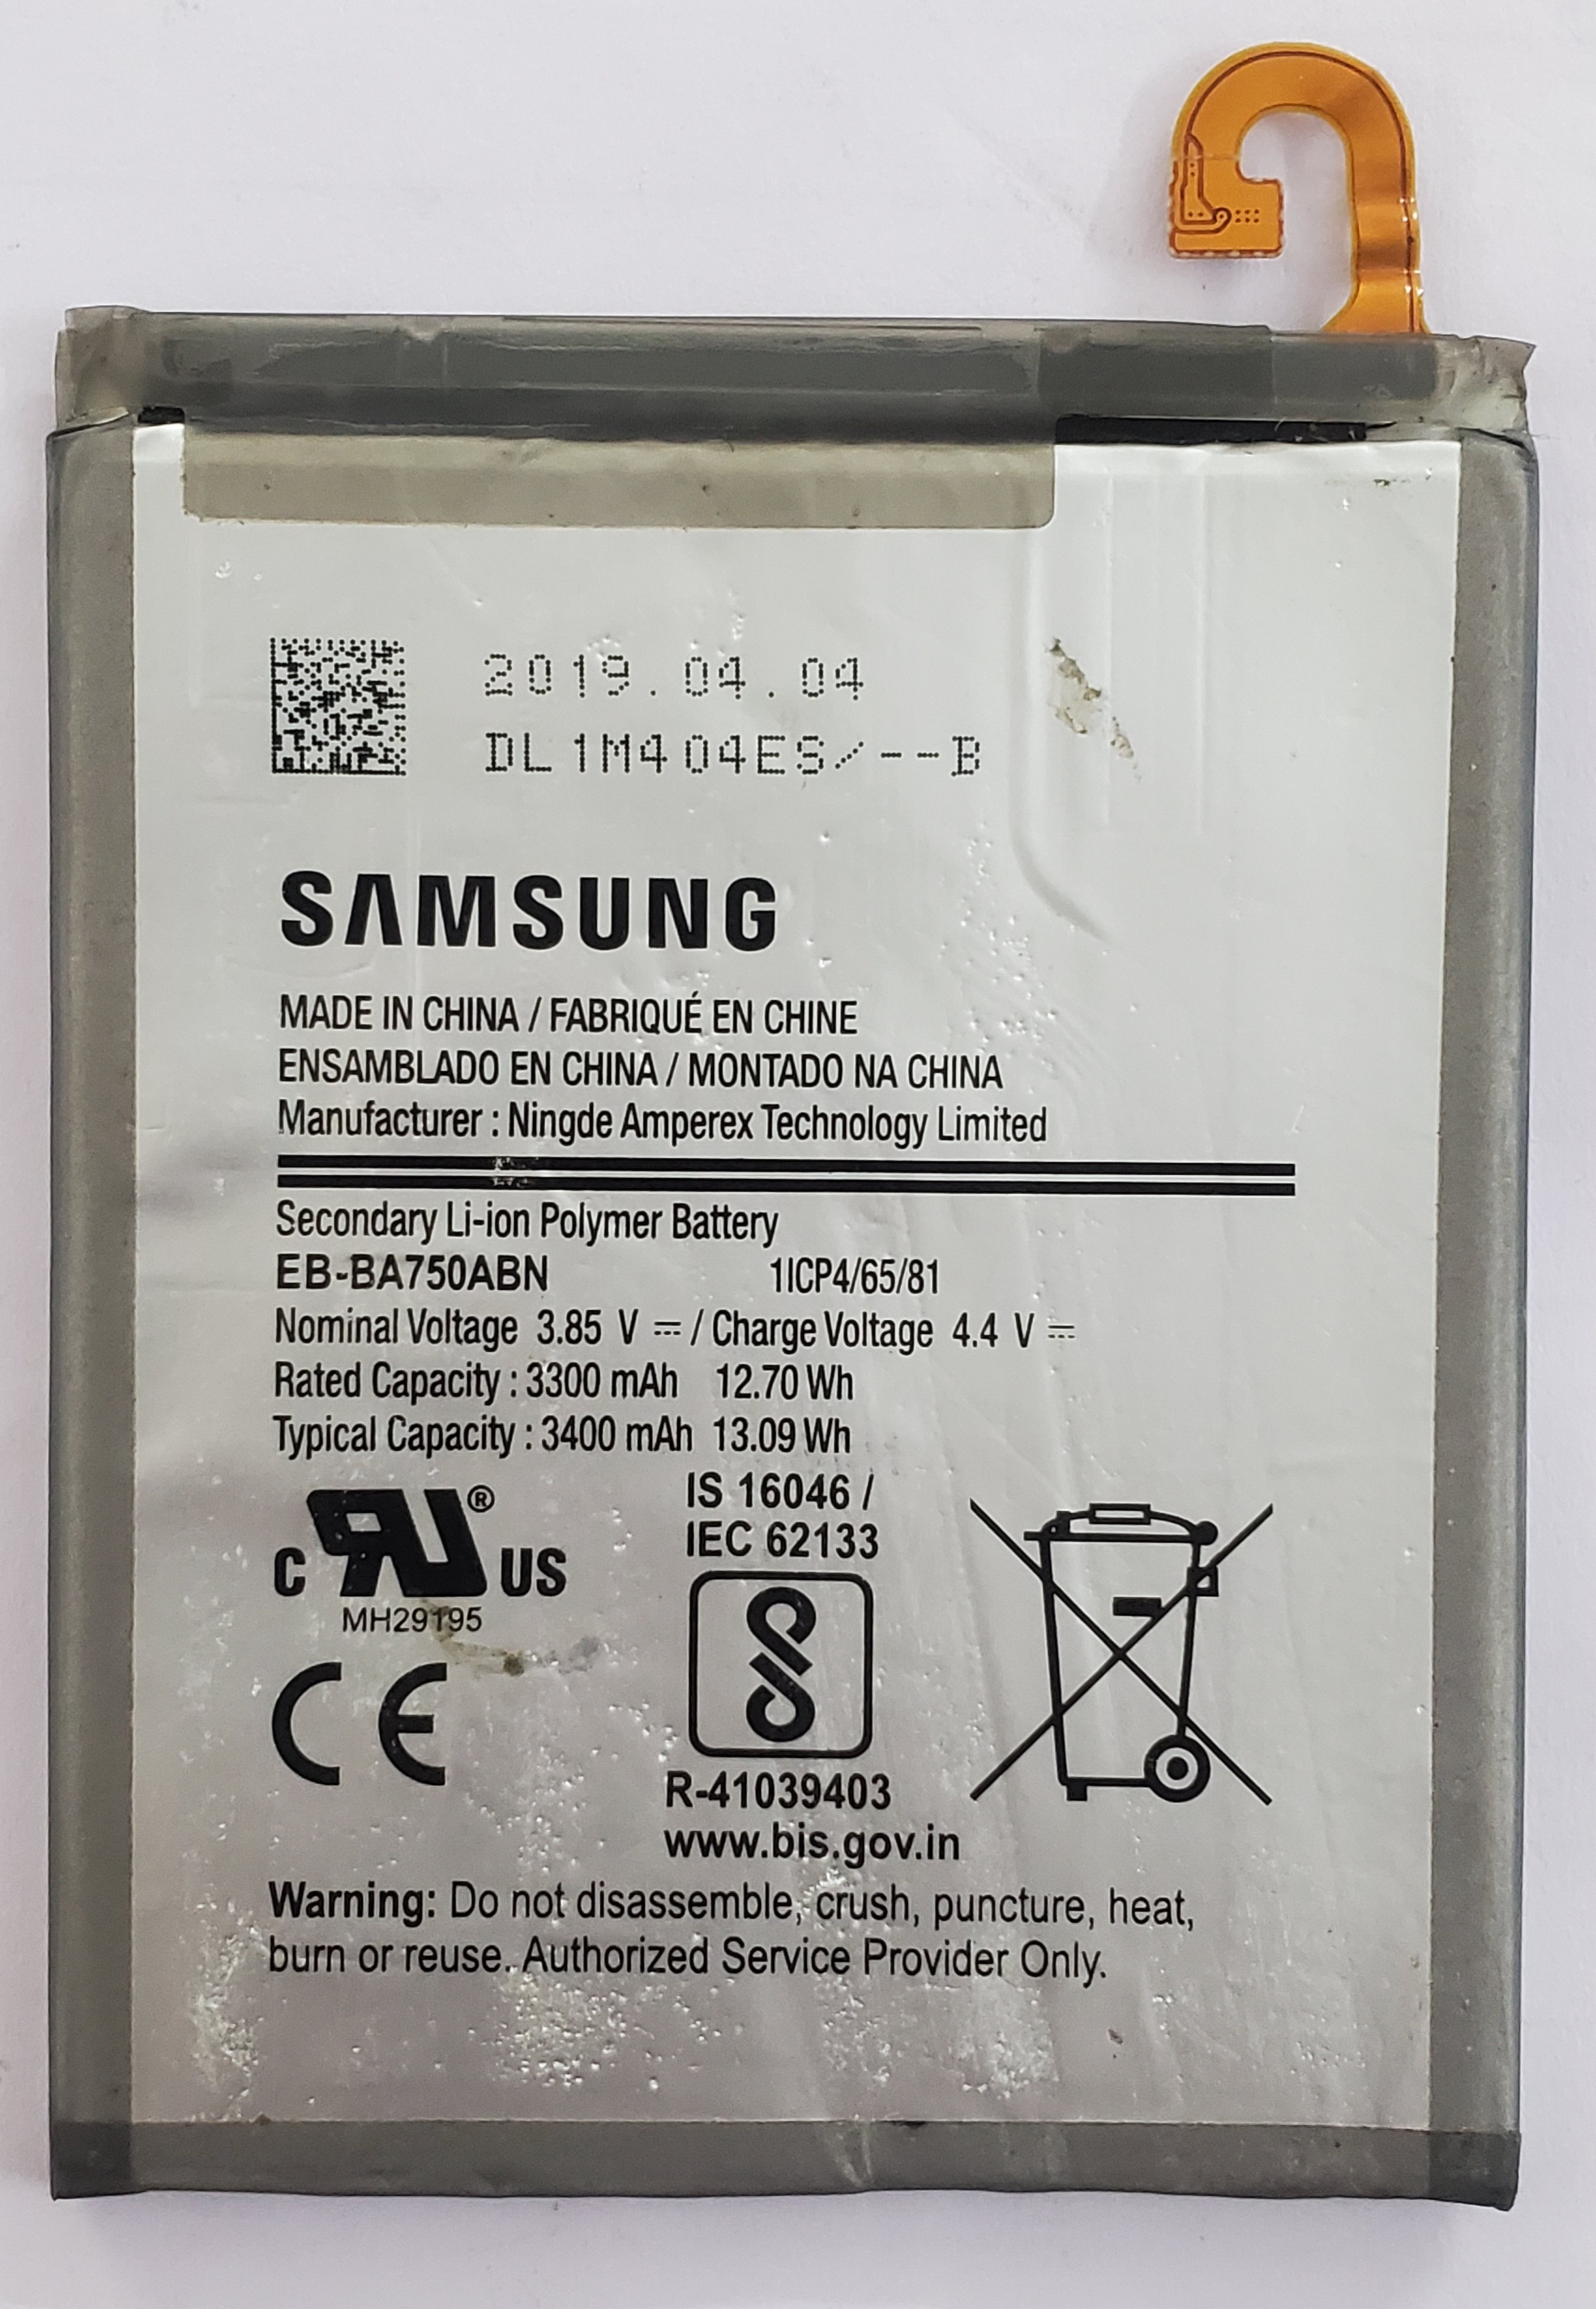 2019.04.04
DL1M404ES/--B
SAMSUNG
MADE IN CHINA / FABRIQUÉ EN CHINE
ENSAMBLADO EN CHINA / MONTADO NA CHINA
Manufacturer : Ningde Amperex Technology Limited
Secondary Li-ion Polymer Battery
EB-BA750ABN 1ICP4/65/81
Nominal Voltage 3.85 V ⎓ / Charge Voltage 4.4 V ⎓
Rated Capacity : 3300 mAh 12.70 Wh
Typical Capacity : 3400 mAh 13.09 Wh
IS 16046 /
IEC 62133
C RU® US
MH29195
CE
R-41039403
www.bis.gov.in
Warning: Do not disassemble, crush, puncture, heat,
burn or reuse. Authorized Service Provider Only.